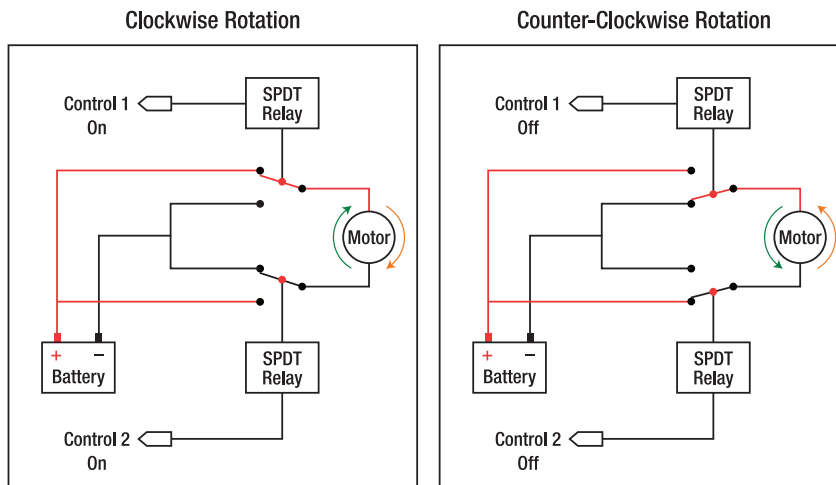 Clockwise Rotation
Control 1
On
SPDT
Relay
Motor
+ −
Battery
SPDT
Relay
Control 2
On
Counter-Clockwise Rotation
Control 1
Off
SPDT
Relay
Motor
+ −
Battery
SPDT
Relay
Control 2
Off